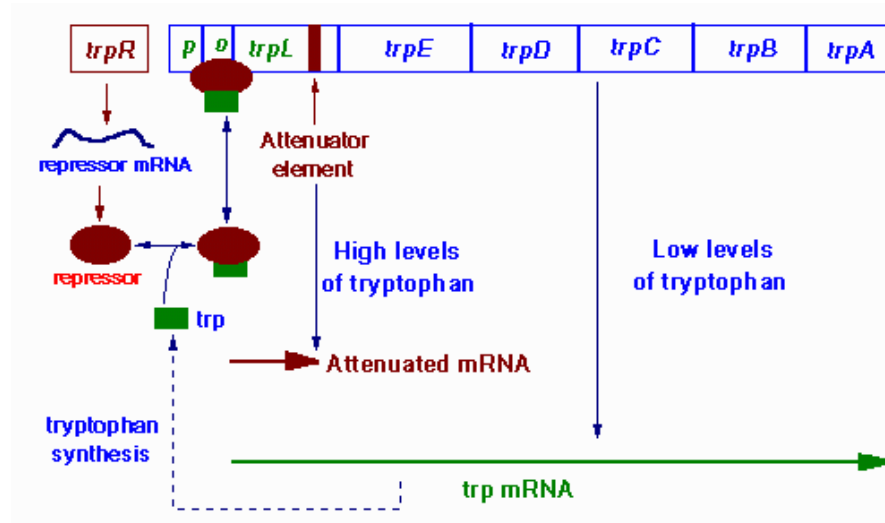 trpR p o trpL trpE trpD trpC trpB trpA
Attenuator
element
repressor mRNA
High levels
of tryptophan
Low levels
of tryptophan
repressor
trp
Attenuated mRNA
tryptophan
synthesis
trp mRNA